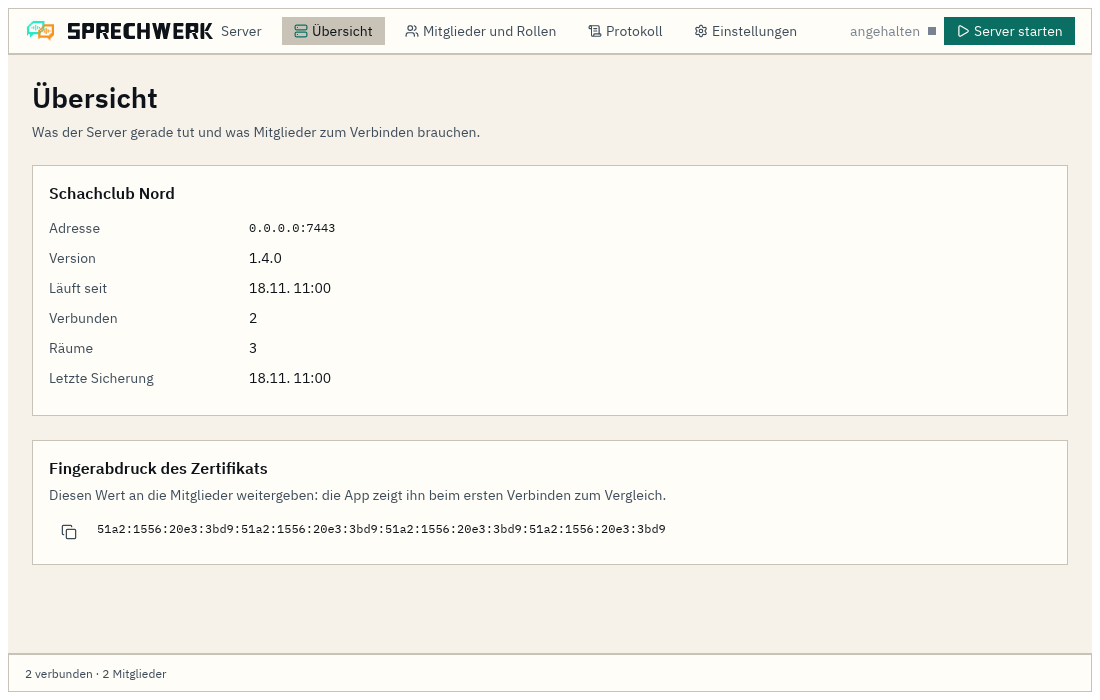 SPRECHWERK Server Übersicht Mitglieder und Rollen Protokoll Einstellungen angehalten Server starten
Übersicht
Was der Server gerade tut und was Mitglieder zum Verbinden brauchen.
Schachclub Nord
Adresse 0.0.0.0:7443
Version 1.4.0
Läuft seit 18.11. 11:00
Verbunden 2
Räume 3
Letzte Sicherung 18.11. 11:00
Fingerabdruck des Zertifikats
Diesen Wert an die Mitglieder weitergeben: die App zeigt ihn beim ersten Verbinden zum Vergleich.
51a2:1556:20e3:3bd9:51a2:1556:20e3:3bd9:51a2:1556:20e3:3bd9:51a2:1556:20e3:3bd9
2 verbunden · 2 Mitglieder